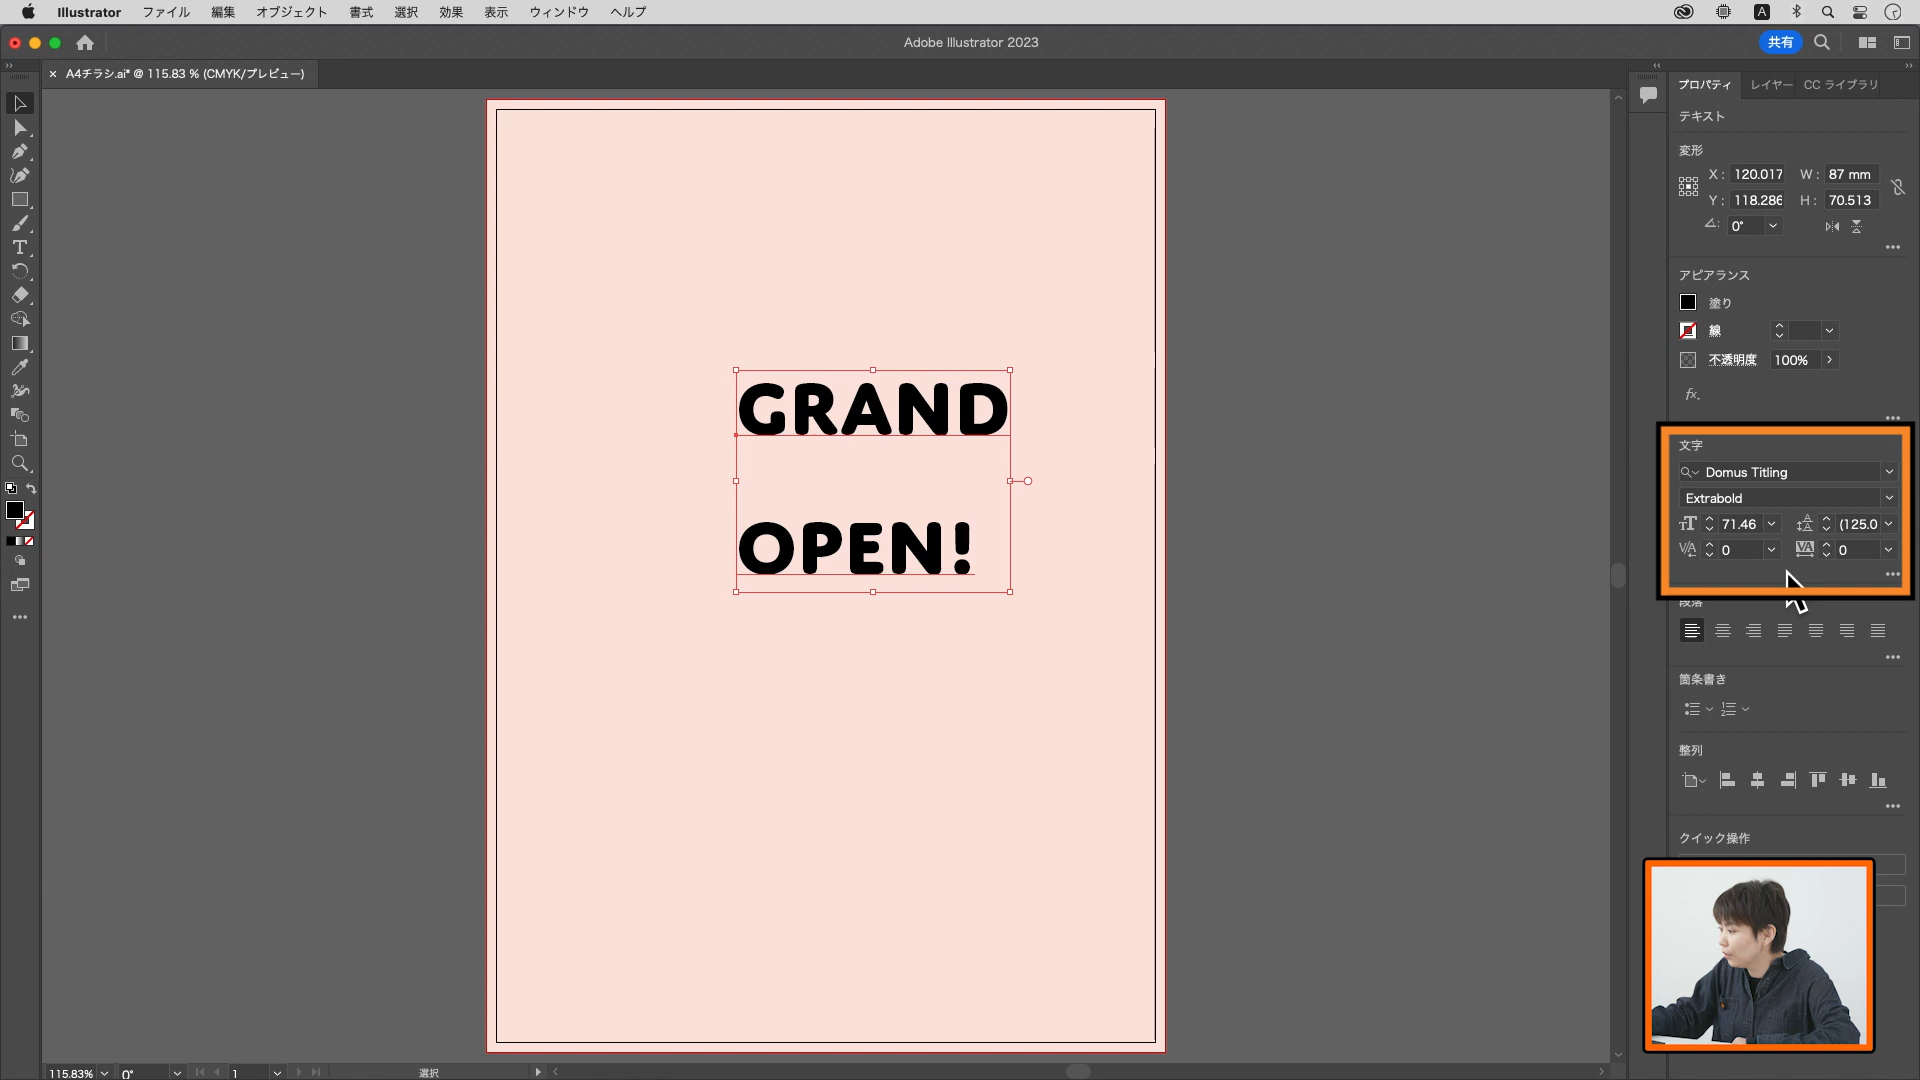 Illustrator ファイル 編集 オブジェクト 書式 選択 効果 表示 ウィンドウ ヘルプ
A
Adobe Illustrator 2023
共有
× A4チラシ.ai* @ 115.83 % (CMYK/プレビュー)
プロパティ レイヤー CC ライブラリ
テキスト
変形
X : 120.017 W : 87 mm
Y : 118.286 H : 70.513
0°
アピアランス
塗り
線
不透明度 100%
fx.
GRAND
OPEN!
文字
Domus Titling
Extrabold
71.46 (125.0
0 0
段落
箇条書き
整列
クイック操作
115.83% 0° 1 選択